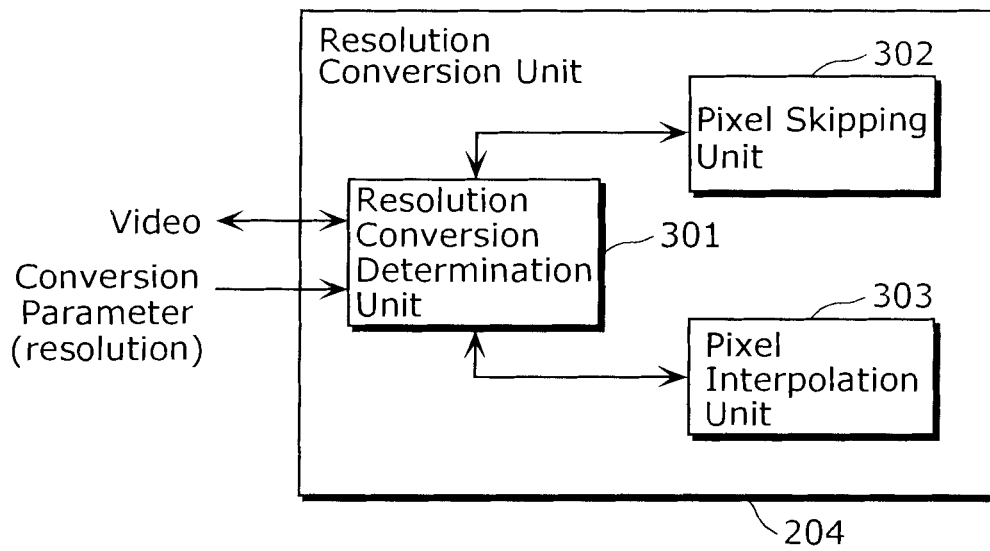 Resolution
Conversion Unit
302
Pixel Skipping
Unit
Resolution
Conversion
Determination
Unit
301
Video
Conversion
Parameter
(resolution)
303
Pixel
Interpolation
Unit
204